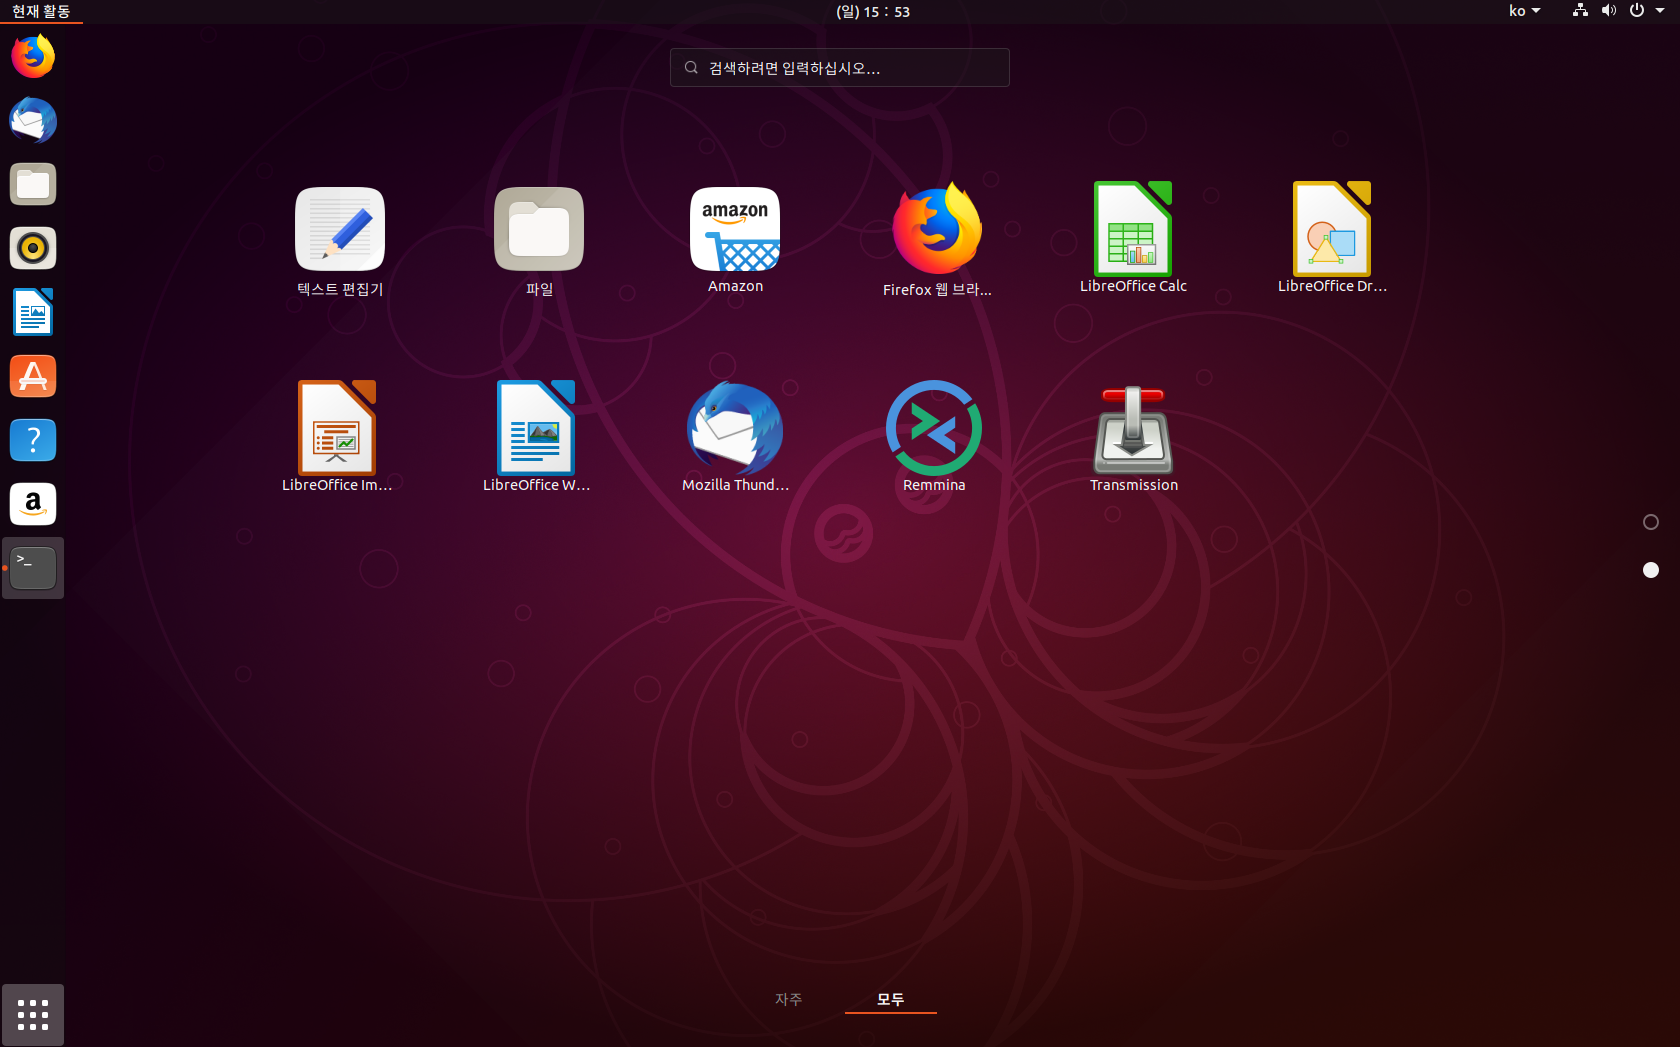 현재 활동
(일) 15 : 53
ko
검색하려면 입력하십시오...
텍스트 편집기
파일
amazon
Amazon
Firefox 웹 브라...
LibreOffice Calc
LibreOffice Dr...
LibreOffice Im...
LibreOffice W...
Mozilla Thund...
Remmina
Transmission
?
a
>_
자주
모두